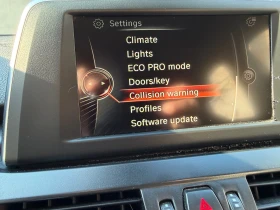 Settings
Climate
Lights
ECO PRO mode
Doors/key
Collision warning
Profiles
Software update